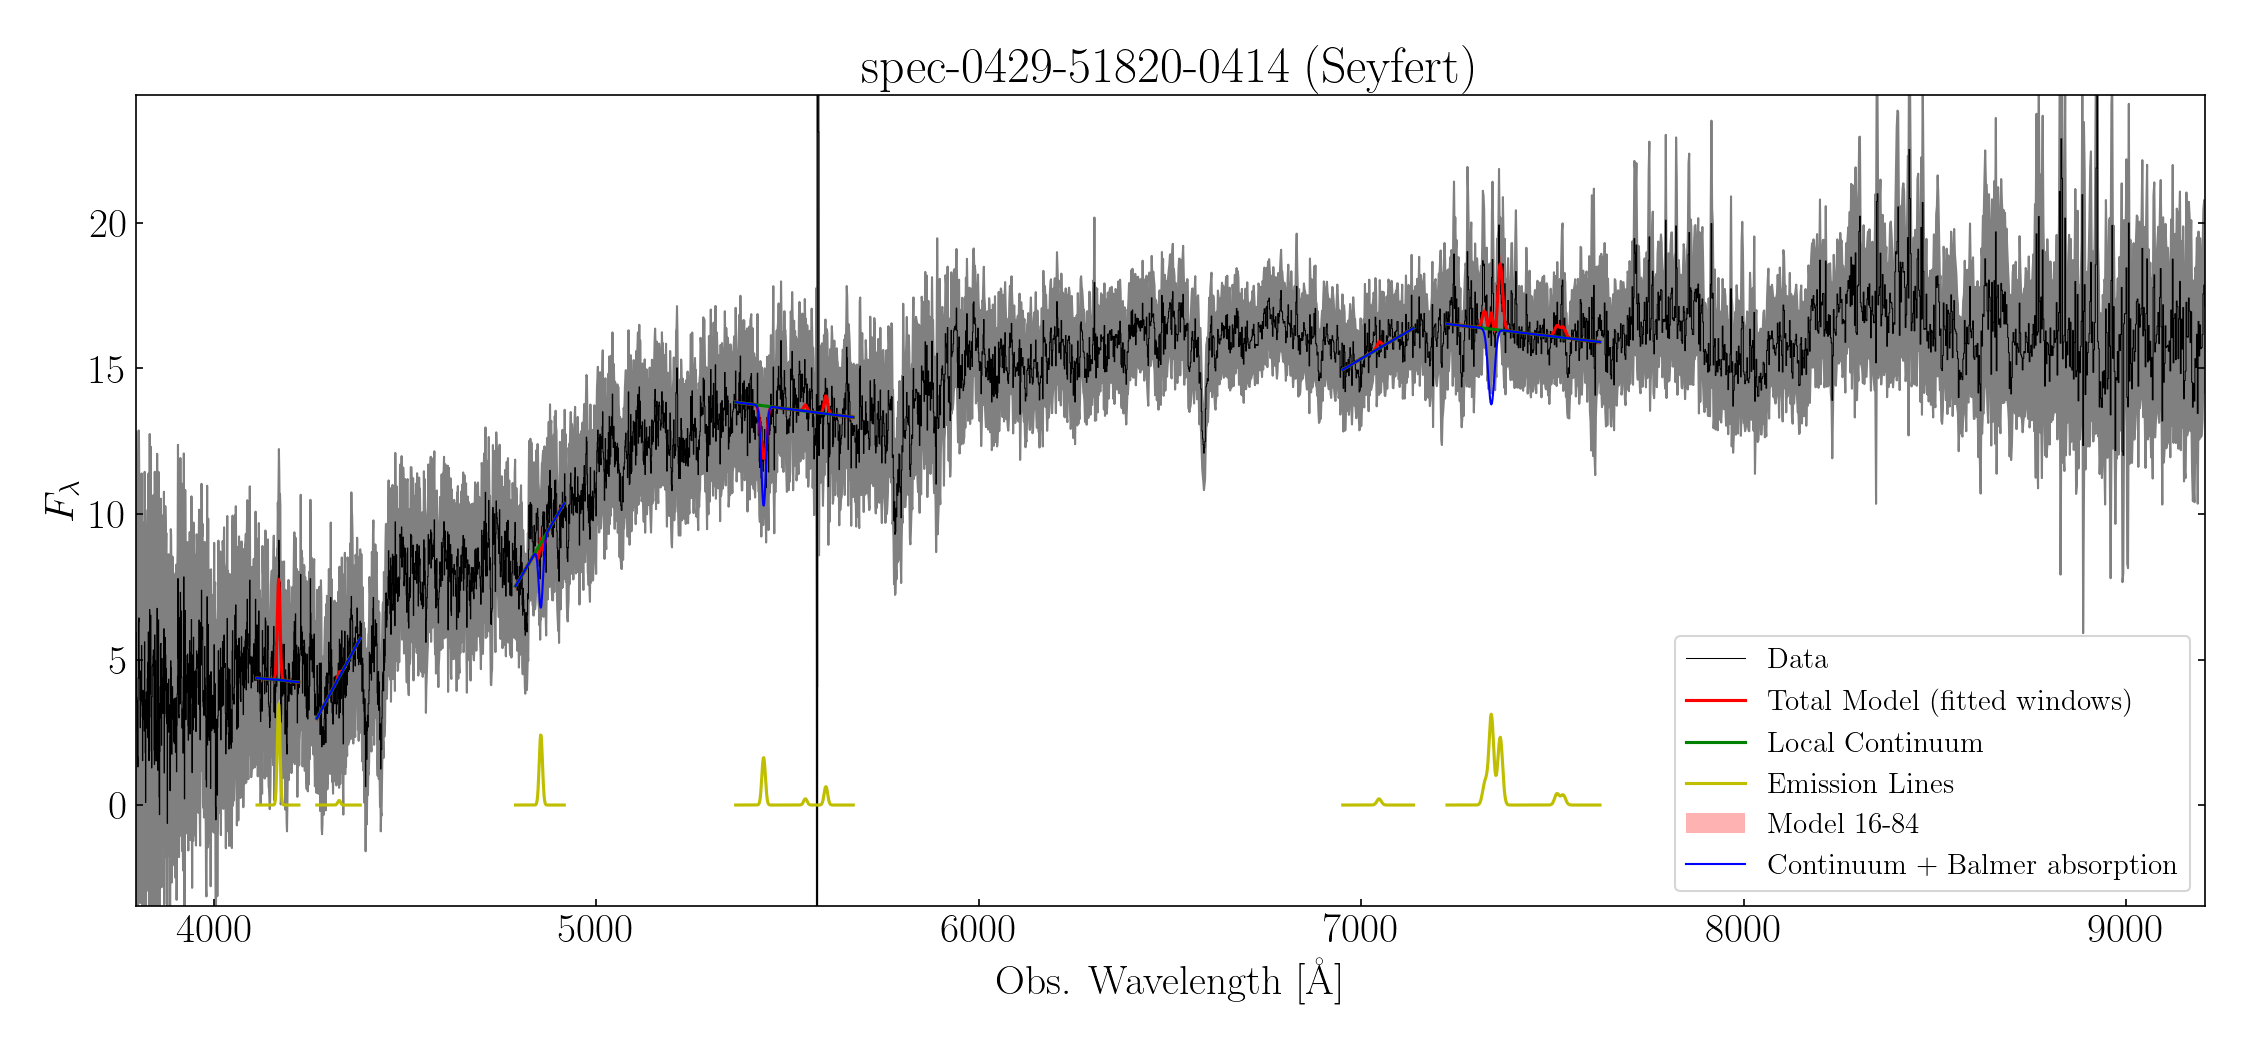 spec-0429-51820-0414 (Seyfert)
20
15
10
5
0
Fλ
4000 5000 6000 7000 8000 9000
Obs. Wavelength [Å]
Data
Total Model (fitted windows)
Local Continuum
Emission Lines
Model 16-84
Continuum + Balmer absorption